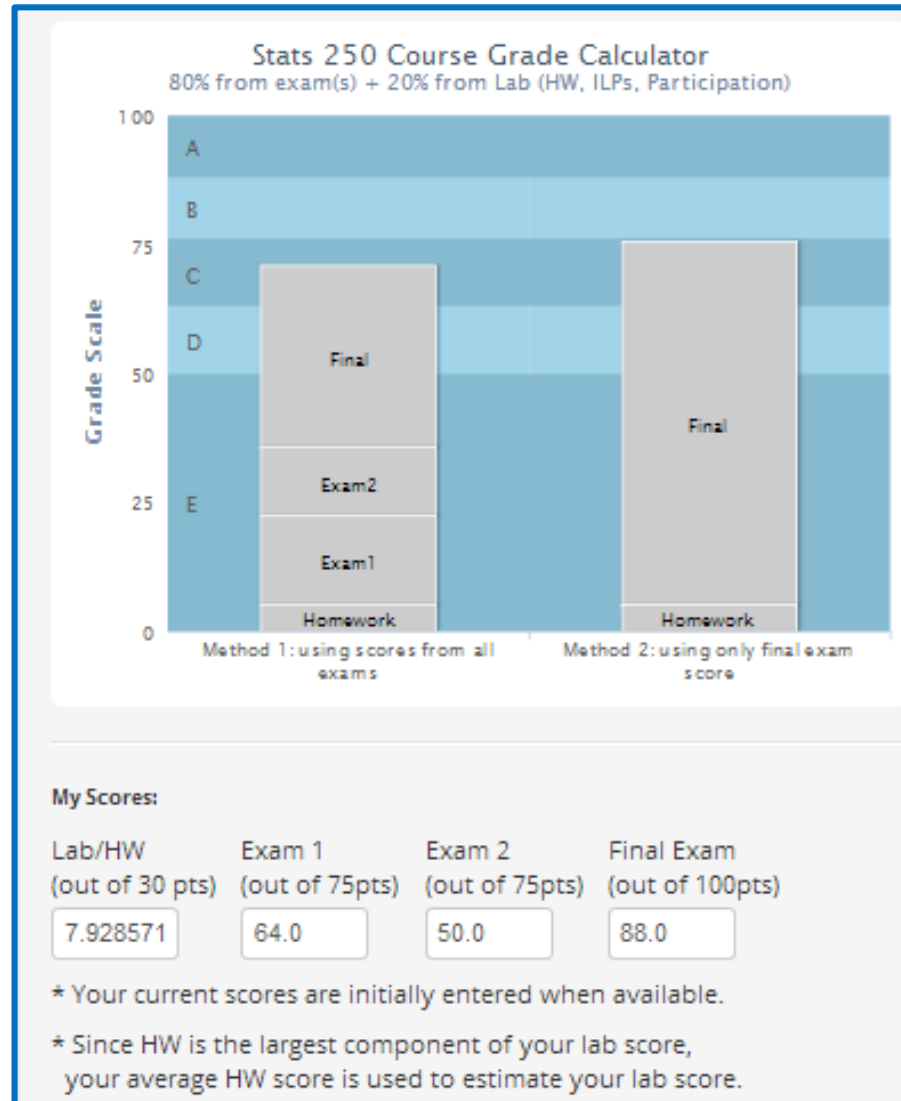 Stats 250 Course Grade Calculator
80% from exam(s) + 20% from Lab (HW, ILPs, Participation)
100
A
B
75
C
D
Final
50
Final
Exam2
25
E
Exam1
Homework
Homework
0
Grade Scale
Method 1: using scores from all
exams
Method 2: using only final exam
score
My Scores:
Lab/HW
(out of 30 pts)
7.928571
Exam 1
(out of 75pts)
64.0
Exam 2
(out of 75pts)
50.0
Final Exam
(out of 100pts)
88.0
* Your current scores are initially entered when available.
* Since HW is the largest component of your lab score,
your average HW score is used to estimate your lab score.